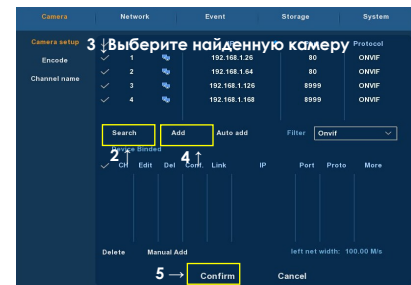 Camera Network Event Storage System
Camera setup 3 ↓Выберите найденную камеру Protocol
Encode 1 192.168.1.26 80 ONVIF
2 192.168.1.64 80 ONVIF
Channel name 3 192.168.1.126 8999 ONVIF
4 192.168.1.168 8999 ONVIF
Search Add Auto add Filter Onvif
Device Binded
2↑ 4↑
CH Edit Del Conf. Link IP Port Proto More
Delete Manual Add left net width: 100.00 M/s
5 → Confirm Cancel